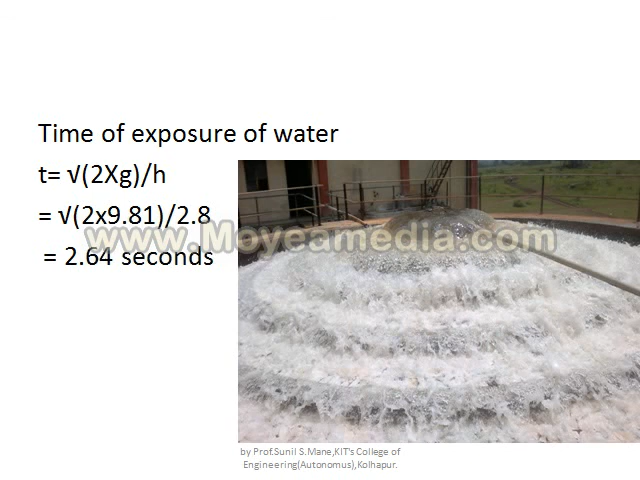 Time of exposure of water
t= √(2Xg)/h
= √(2x9.81)/2.8
www.Moyeamedia.com
= 2.64 seconds
by Prof.Sunil S.Mane,KIT's College of
Engineering(Autonomus),Kolhapur.